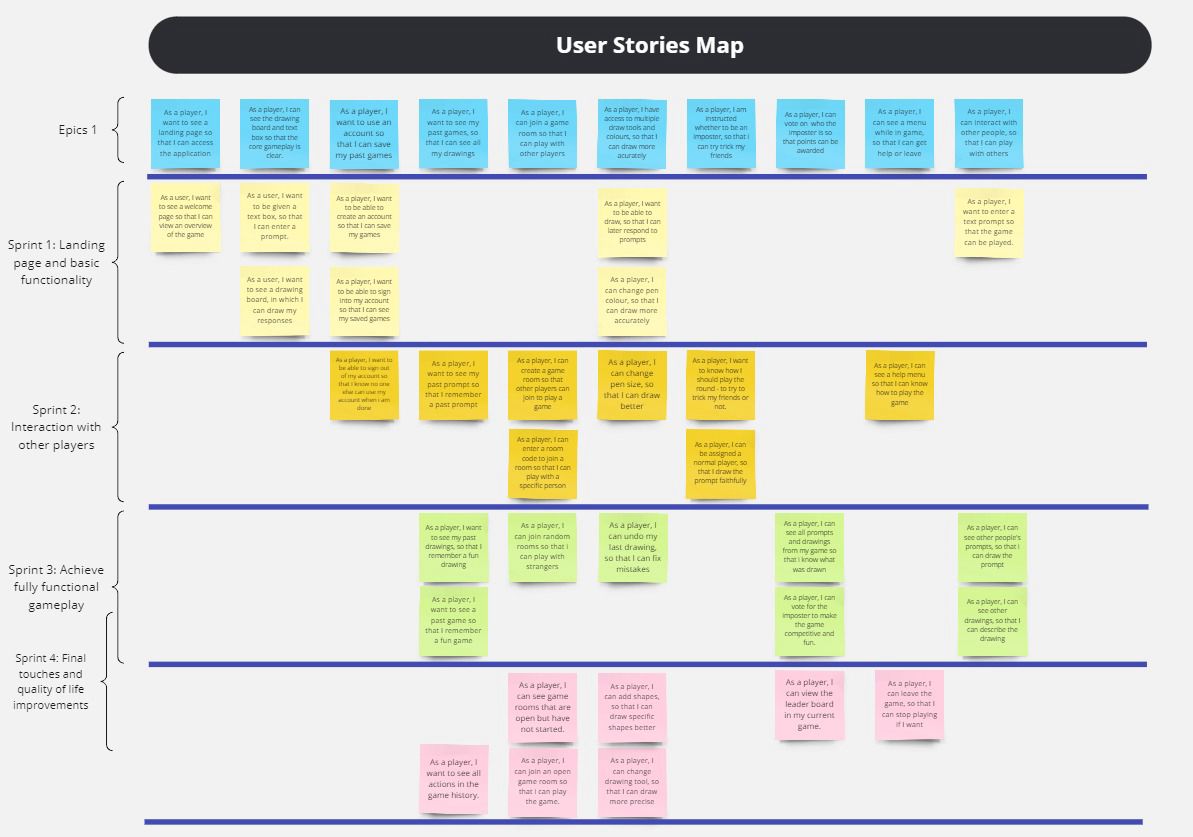 User Stories Map
Epics 1
As a player, I
want to see a
landing page so
that I can access
the application
As a player, I can
see the drawing
board and text
box so that the
core gameplay is
clear.
As a player, I
want to use an
account so
that I can save
my past games
As a player, I
want to see my
past games, so
that I can see all
my drawings
As a player, I
can join a game
room so that I
can play with
other players
As a player, I have
access to multiple
draw tools and
colours, so that I
can draw more
acurately
As a player, I am
instructed
whether to be an
imposter, so that I
can try trick my
friends
As a player, I can
vote on who the
imposter is so
that points can be
awarded
As a player, I
can see a menu
while in game,
so that I can get
help or leave
As a player, I
can interact with
other people, so
that I can play
with others
Sprint 1: Landing
page and basic
functionality
As a user, I want
to see a welcome
page so that I can
view an overview
of the game
As a user, I want
to be given a
text box, so that
I can enter a
prompt.
As a player, I want
to be able to
create an account
so that I can save
my games
As a player, I want
to be able to
draw, so that I can
later respond to
prompts
As a player, I
want to enter a
text prompt so
that the game
can be played.
As a user, I want
to see a drawing
board, in which I
can draw my
responses
As a player, I want
to be able to sign
into my account
so that I can see
my saved games
As a player, I
can change pen
colour, so that I
can draw more
accurately
Sprint 2:
Interaction with
other players
As a player, I want to
be able to sign out
of my account so
that I know no one
else can use my
account when i am
done
As a player, I
want to see my
past prompt so
that I remember
a past prompt
As a player, I can
create a game
room so that
other players can
join to play a
game
As a player, I
can change
pen size, so
that I can draw
better
As a player, I want
to know how I
should play the
round - to try to
trick my friends or
not.
As a player, I can
see a help menu
so that I can know
how to play the
game
As a player, I can
enter a room
code to join a
room so that I can
play with a
specific person
As a player, I can
be assigned a
normal player, so
that I draw the
prompt faithfully
Sprint 3: Achieve
fully functional
gameplay
As a player, I want
to see my past
drawings, so that I
remember a fun
drawing
As a player, I
can join random
rooms so that I
can play with
strangers
As a player, I
can undo my
last drawing,
so that I can fix
mistakes
As a player, I can
see all prompts
and drawings
from my game so
that I know what
was drawn
As a player, I can
see other people's
prompts, so that I
can draw the
prompt
As a player, I
want to see a
past game so
that I remember
a fun game
As a player, I can
vote for the
imposter to make
the game
competitive and
fun.
As a player, I can
see other
drawings, so that I
can describe the
drawing
Sprint 4: Final
touches and
quality of life
improvements
As a player, I
can see game
rooms that are
open but have
not started.
As a player, I
can add shapes,
so that I can
draw specific
shapes better
As a player, I
can view the
leader board
in my current
game.
As a player, I
can leave the
game, so that I
can stop playing
if I want
As a player, I
want to see all
actions in the
game history.
As a player, I
can join an open
game room so
that I can play
the game.
As a player, I
can change
drawing tool, so
that I can draw
more precise